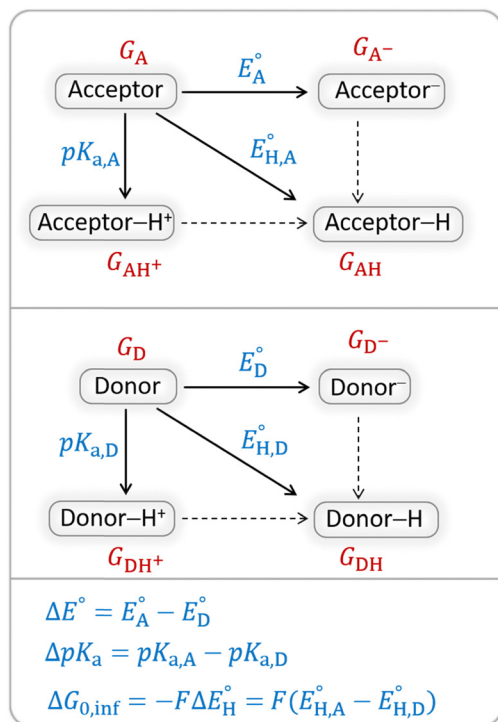 G_A
G_A⁻
E°_A
Acceptor
Acceptor⁻
pK_a,A
E°_H,A
Acceptor–H⁺
Acceptor–H
G_AH⁺
G_AH
G_D
G_D⁻
E°_D
Donor
Donor⁻
pK_a,D
E°_H,D
Donor–H⁺
Donor–H
G_DH⁺
G_DH
ΔE° = E°_A − E°_D
ΔpK_a = pK_a,A − pK_a,D
ΔG_0,inf = −FΔE°_H = F(E°_H,A − E°_H,D)